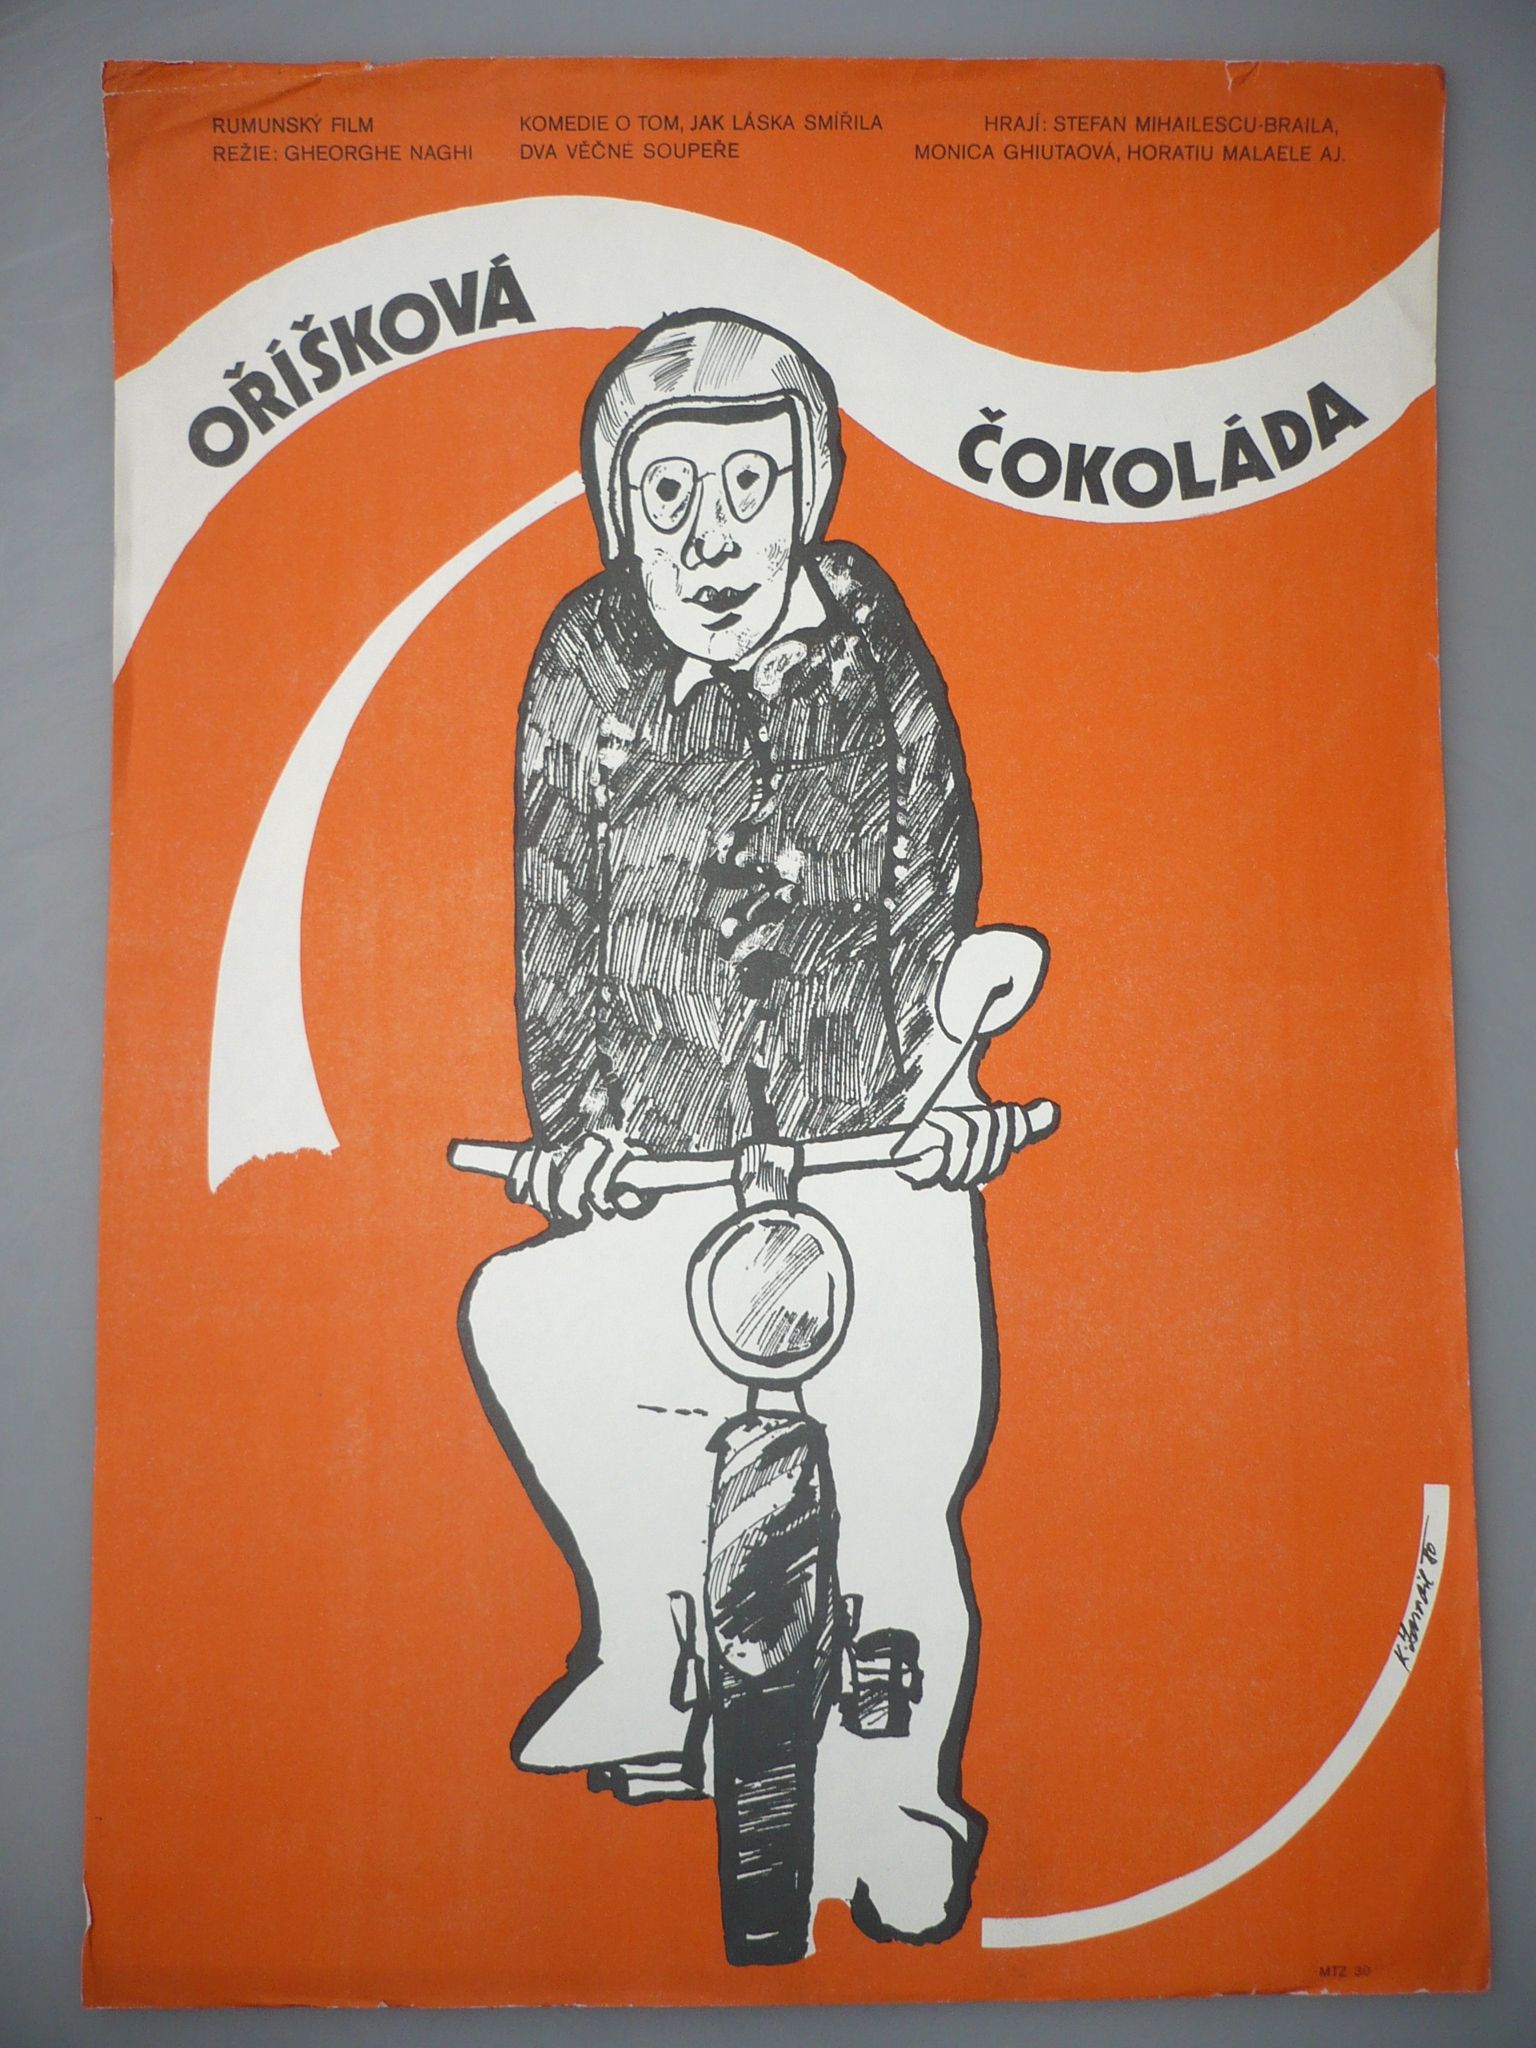 RUMUNSKÝ FILM
REŽIE: GHEORGHE NAGHI
KOMEDIE O TOM, JAK LÁSKA SMÍŘILA
DVA VĚČNÉ SOUPEŘE
HRAJÍ: STEFAN MIHAILESCU-BRAILA,
MONICA GHIUTAOVÁ, HORATIU MALAELE AJ.
OŘÍŠKOVÁ
ČOKOLÁDA
MTZ 30